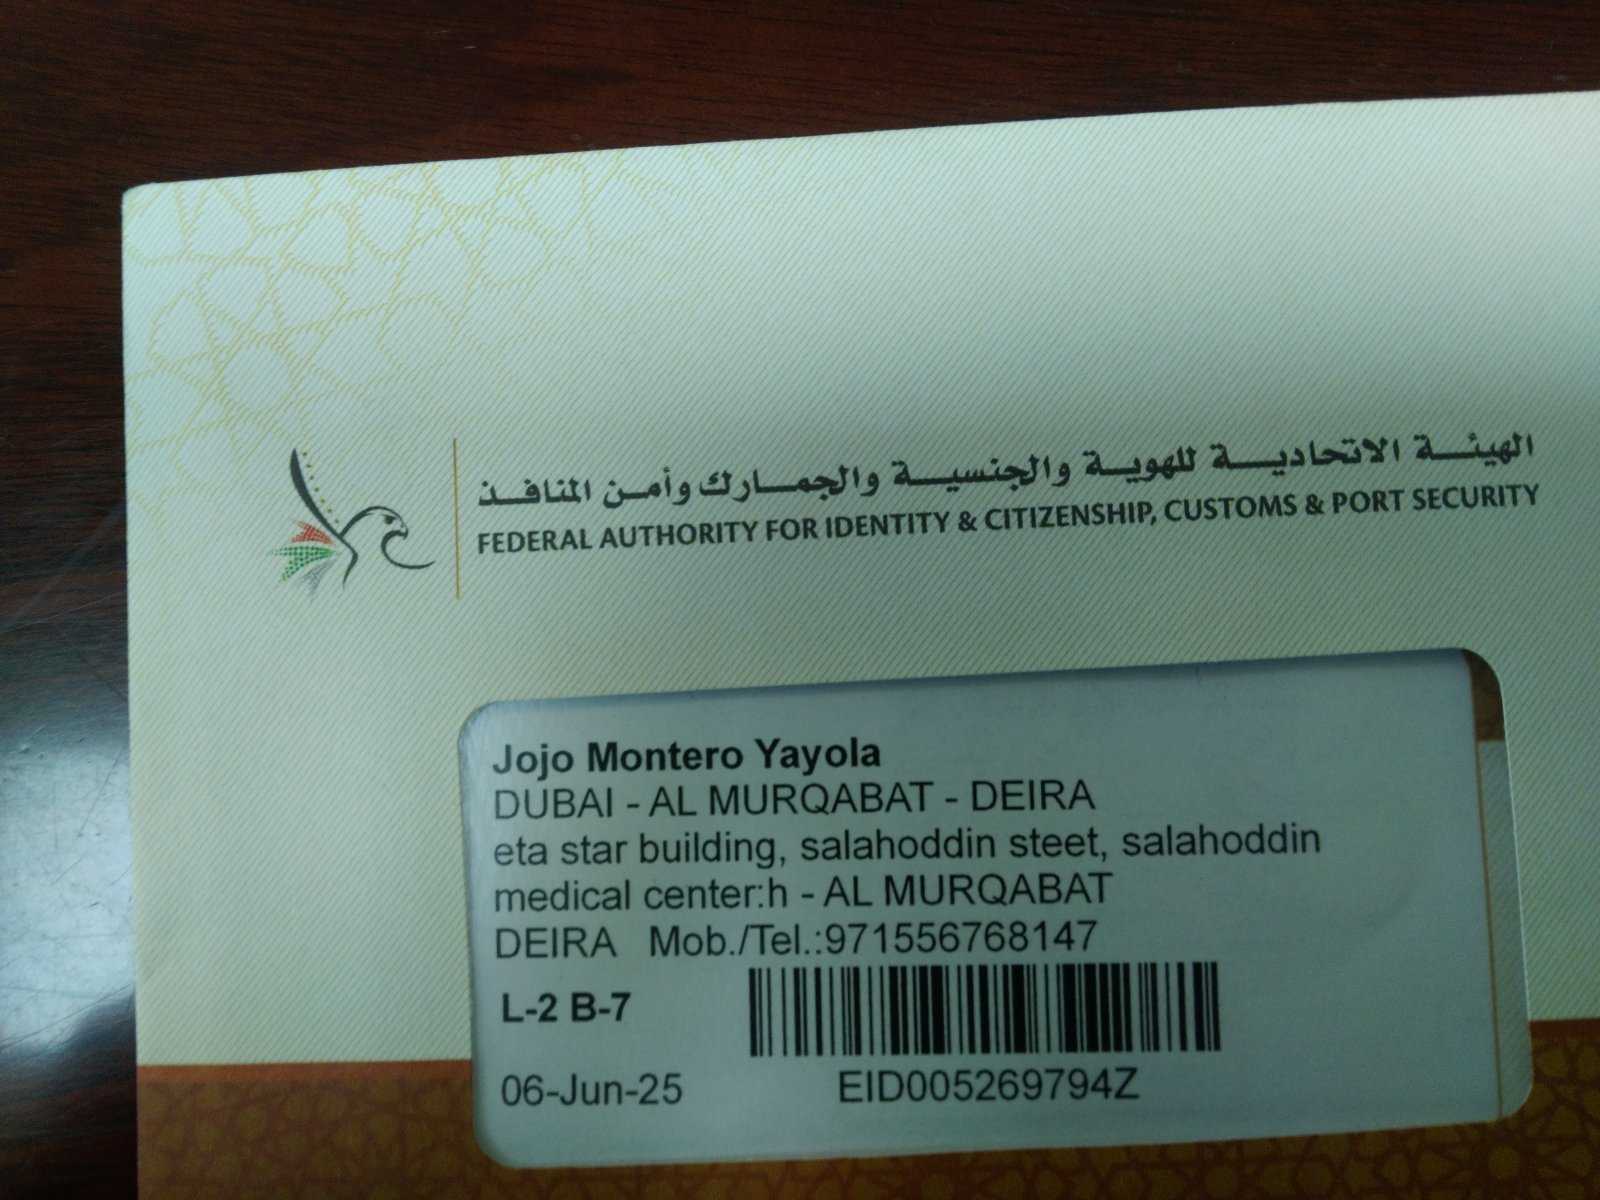 الهيئة الاتحادية للهوية والجنسية والجمارك وأمن المنافذ
FEDERAL AUTHORITY FOR IDENTITY & CITIZENSHIP, CUSTOMS & PORT SECURITY
Jojo Montero Yayola
DUBAI - AL MURQABAT - DEIRA
eta star building, salahoddin steet, salahoddin
medical center:h - AL MURQABAT
DEIRA Mob./Tel.:971556768147
L-2 B-7
06-Jun-25 EID005269794Z